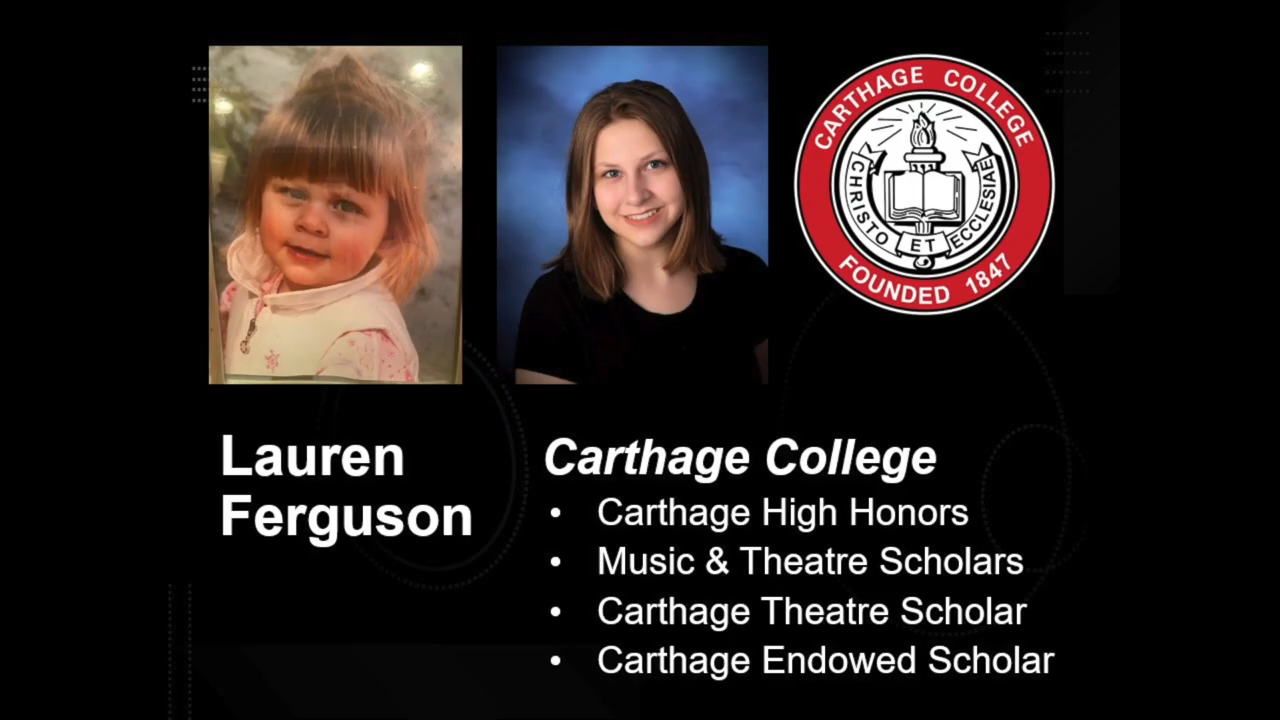 CARTHAGE COLLEGE
CHRISTO ET ECCLESIAE
FOUNDED 1847
Lauren
Ferguson
Carthage College
• Carthage High Honors
• Music & Theatre Scholars
• Carthage Theatre Scholar
• Carthage Endowed Scholar